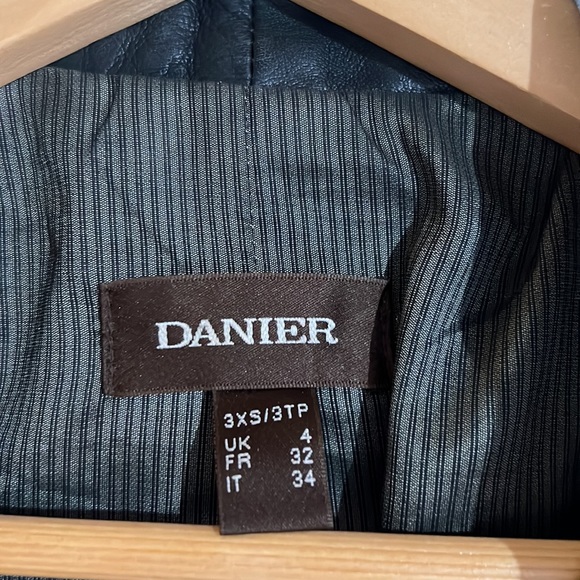 DANIER
3XS/3TP
UK 4
FR 32
IT 34